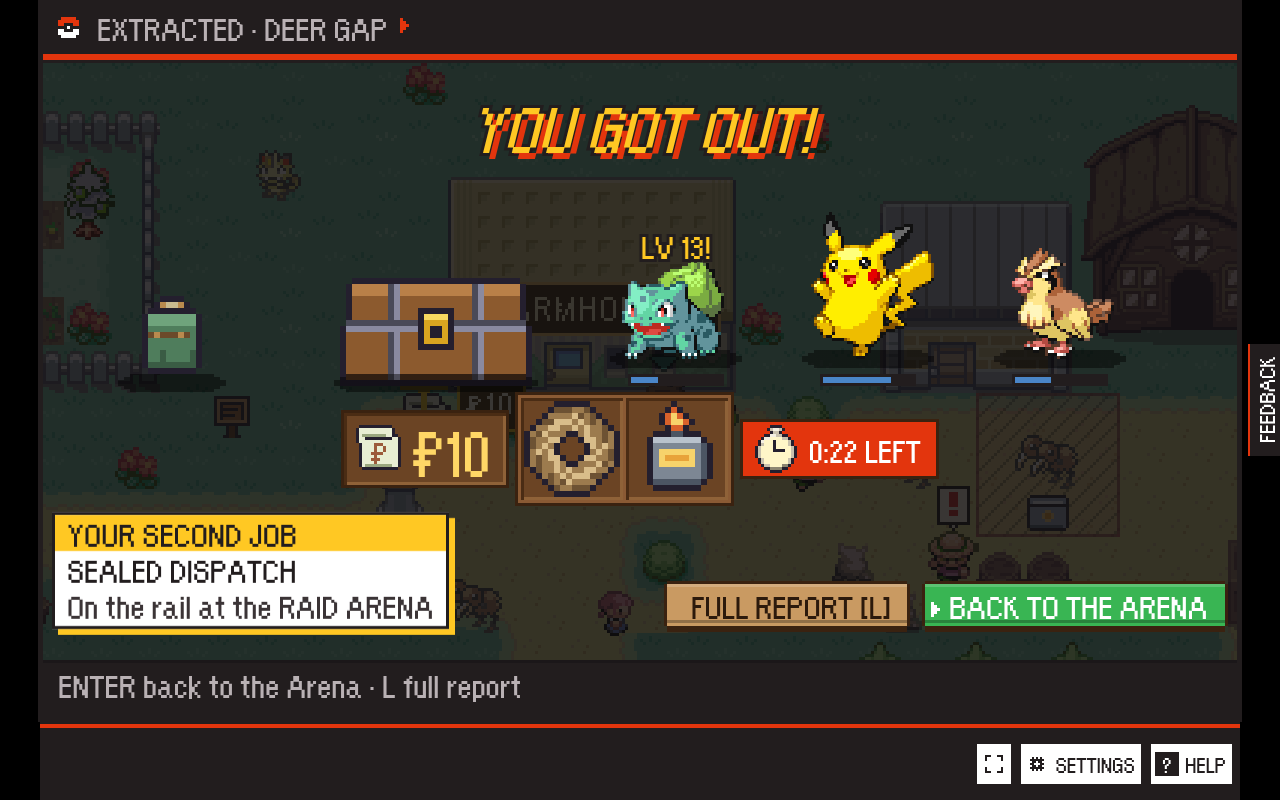 EXTRACTED · DEER GAP
YOU GOT OUT!
LV 13!
₽10
0:22 LEFT
YOUR SECOND JOB
SEALED DISPATCH
On the rail at the RAID ARENA
FULL REPORT [L]
BACK TO THE ARENA
ENTER back to the Arena · L full report
FEEDBACK
SETTINGS
? HELP